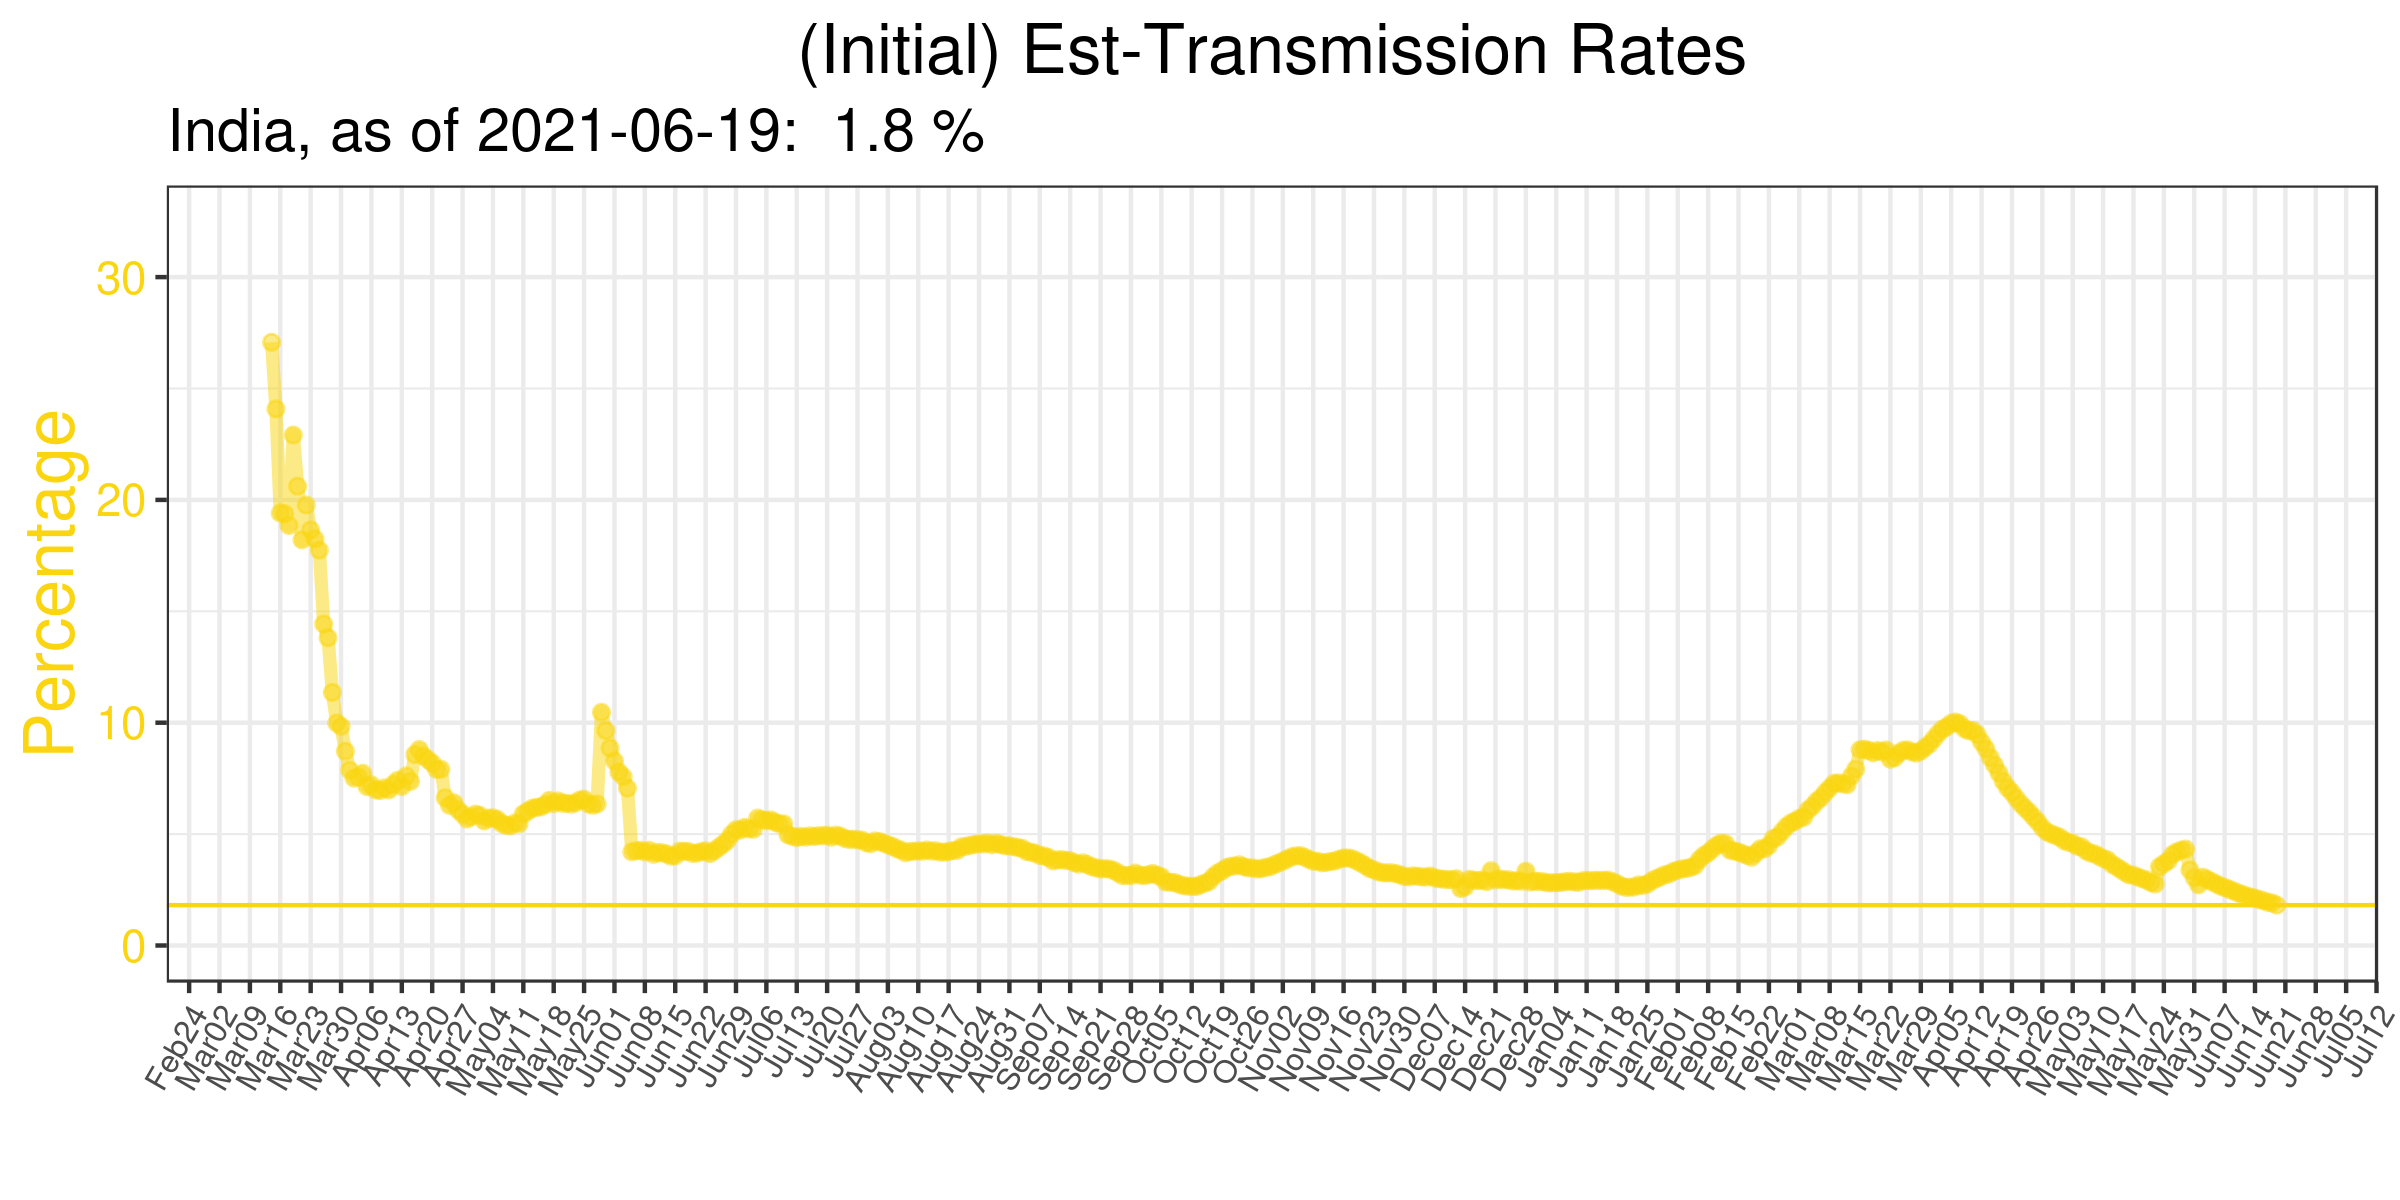 (Initial) Est-Transmission Rates
India, as of 2021-06-19: 1.8 %
Percentage
30
20
10
0
Feb24
Mar02
Mar09
Mar16
Mar23
Mar30
Apr06
Apr13
Apr20
Apr27
May04
May11
May18
May25
Jun01
Jun08
Jun15
Jun22
Jun29
Jul06
Jul13
Jul20
Jul27
Aug03
Aug10
Aug17
Aug24
Aug31
Sep07
Sep14
Sep21
Sep28
Oct05
Oct12
Oct19
Oct26
Nov02
Nov09
Nov16
Nov23
Nov30
Dec07
Dec14
Dec21
Dec28
Jan04
Jan11
Jan18
Jan25
Feb01
Feb08
Feb15
Feb22
Mar01
Mar08
Mar15
Mar22
Mar29
Apr05
Apr12
Apr19
Apr26
May03
May10
May17
May24
May31
Jun07
Jun14
Jun21
Jun28
Jul05
Jul12